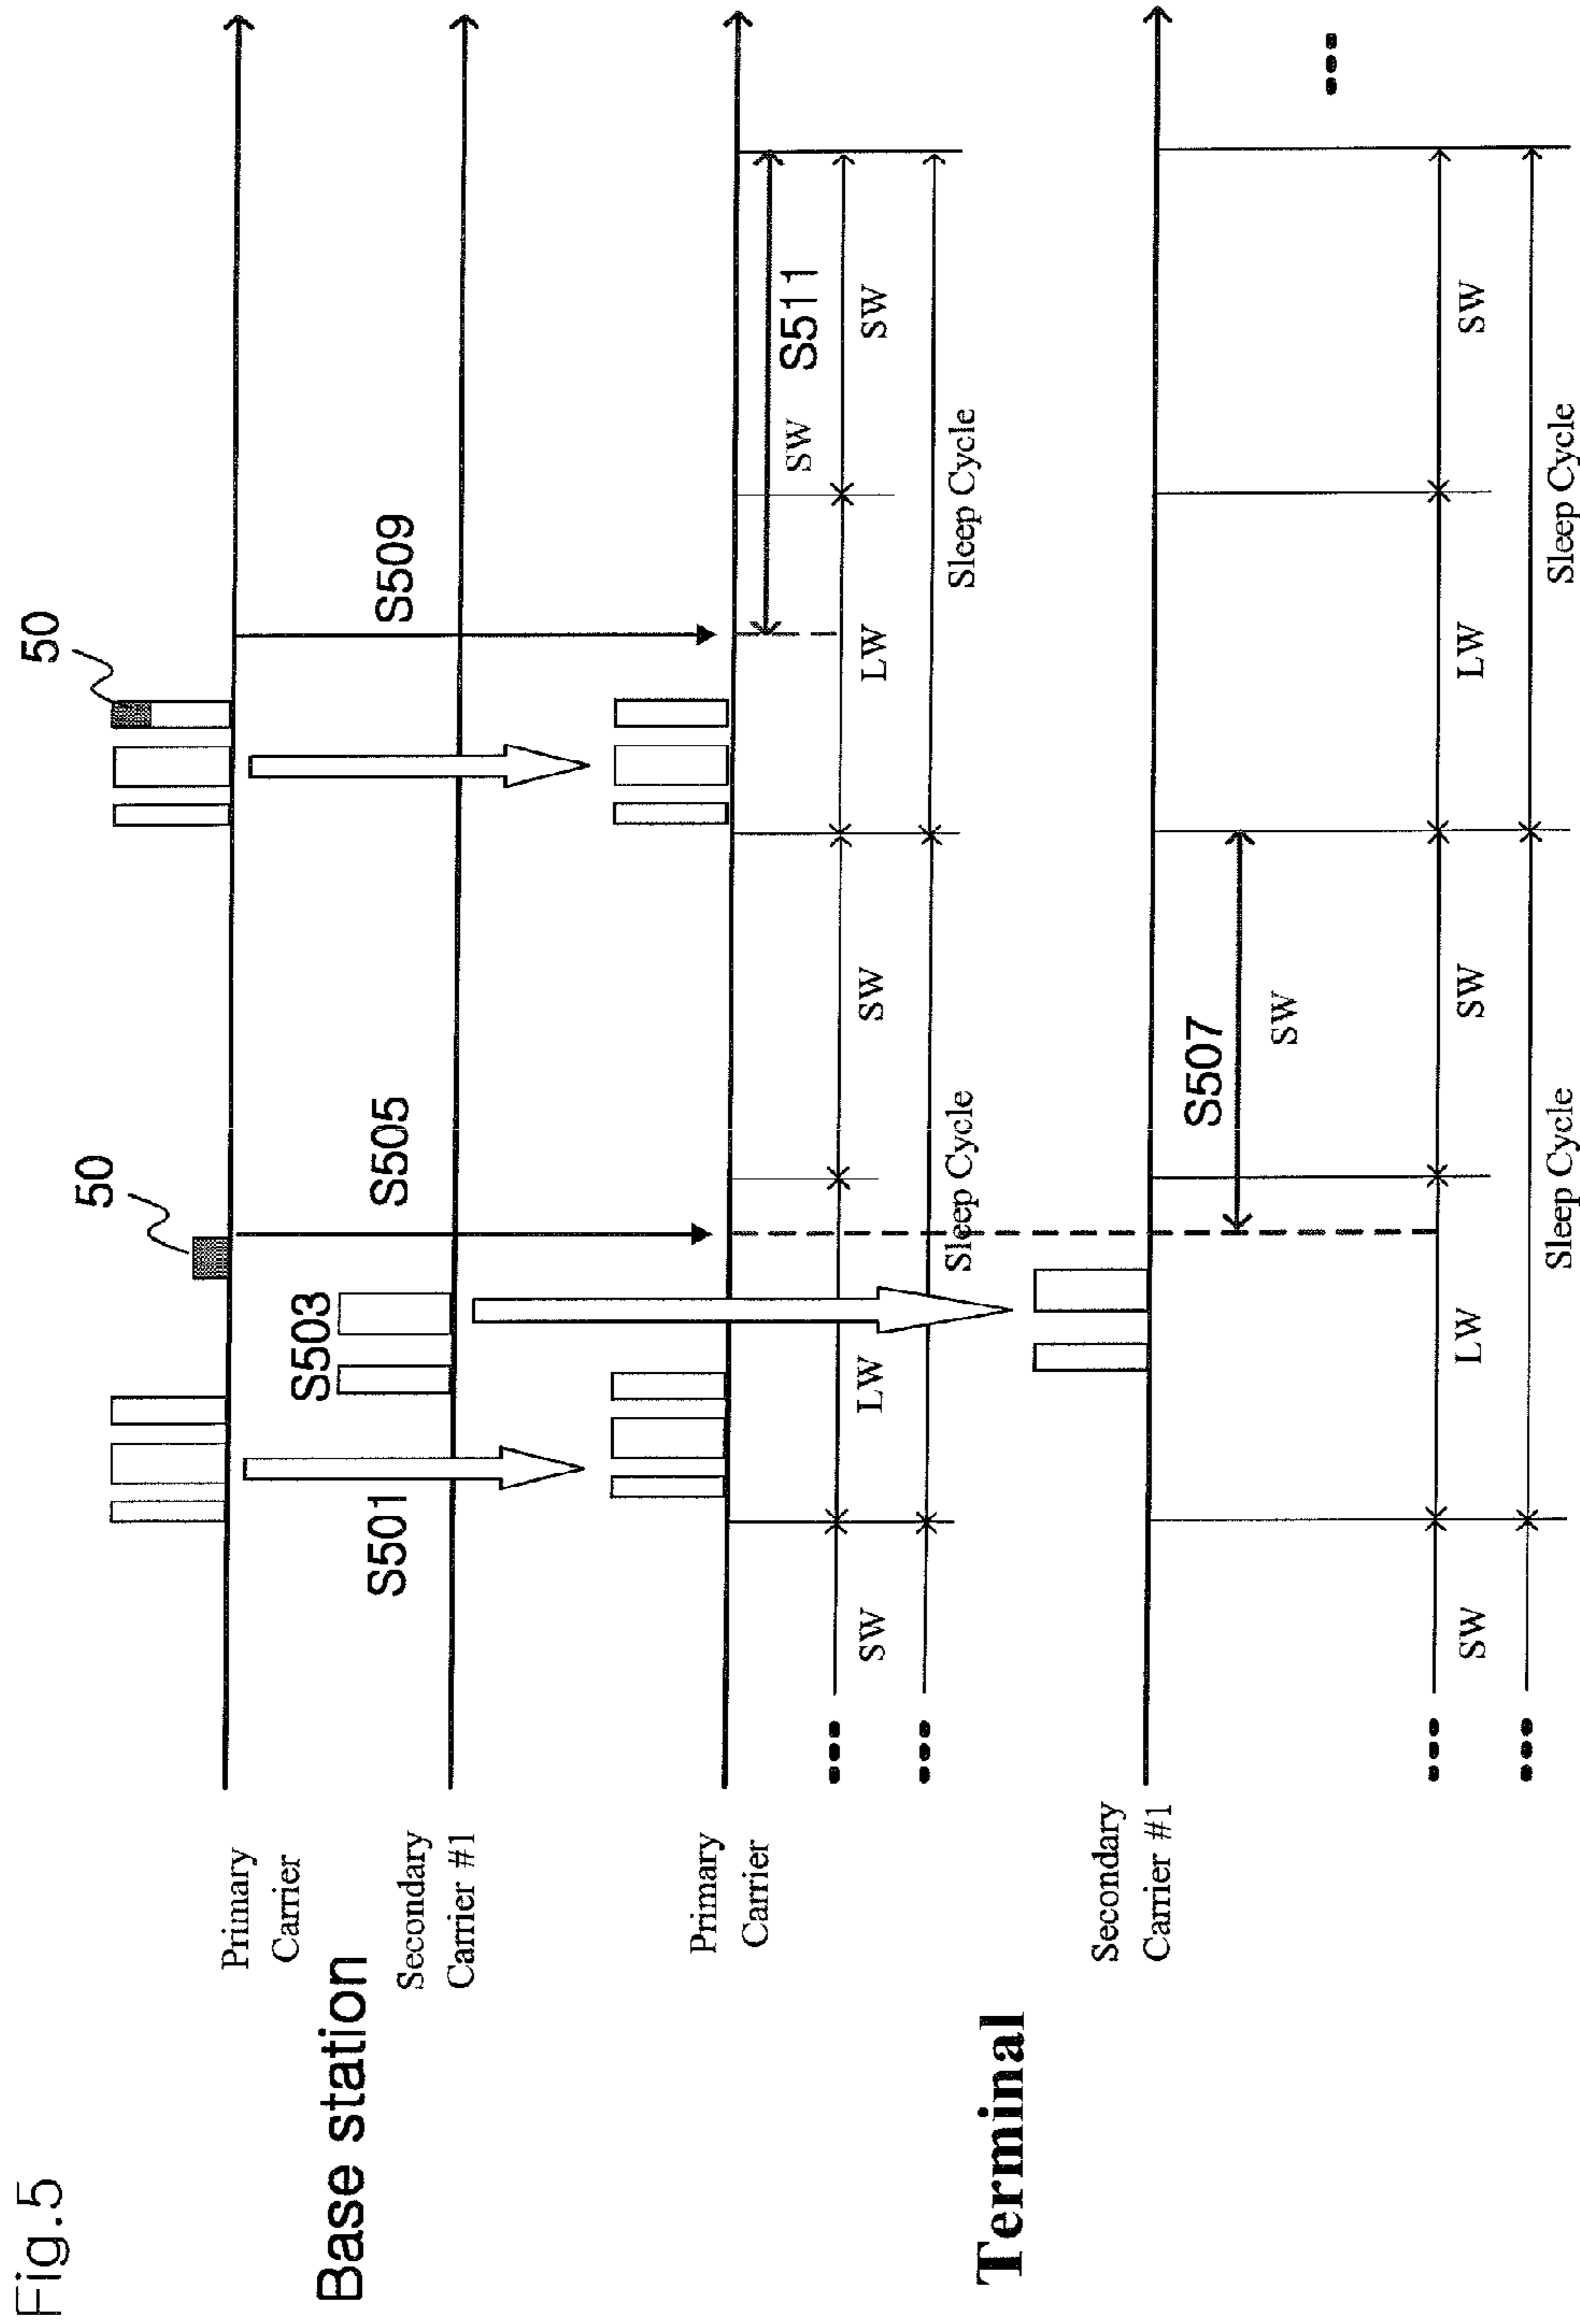 Fig.5
Base station
Primary
Carrier
Secondary
Carrier #1
50
50
S501
S503
S505
S509
Terminal
Primary
Carrier
SW
LW
SW
LW
SW
SW
S511
Sleep Cycle
Sleep Cycle
Secondary
Carrier #1
S507
SW
SW
LW
SW
LW
SW
Sleep Cycle
Sleep Cycle